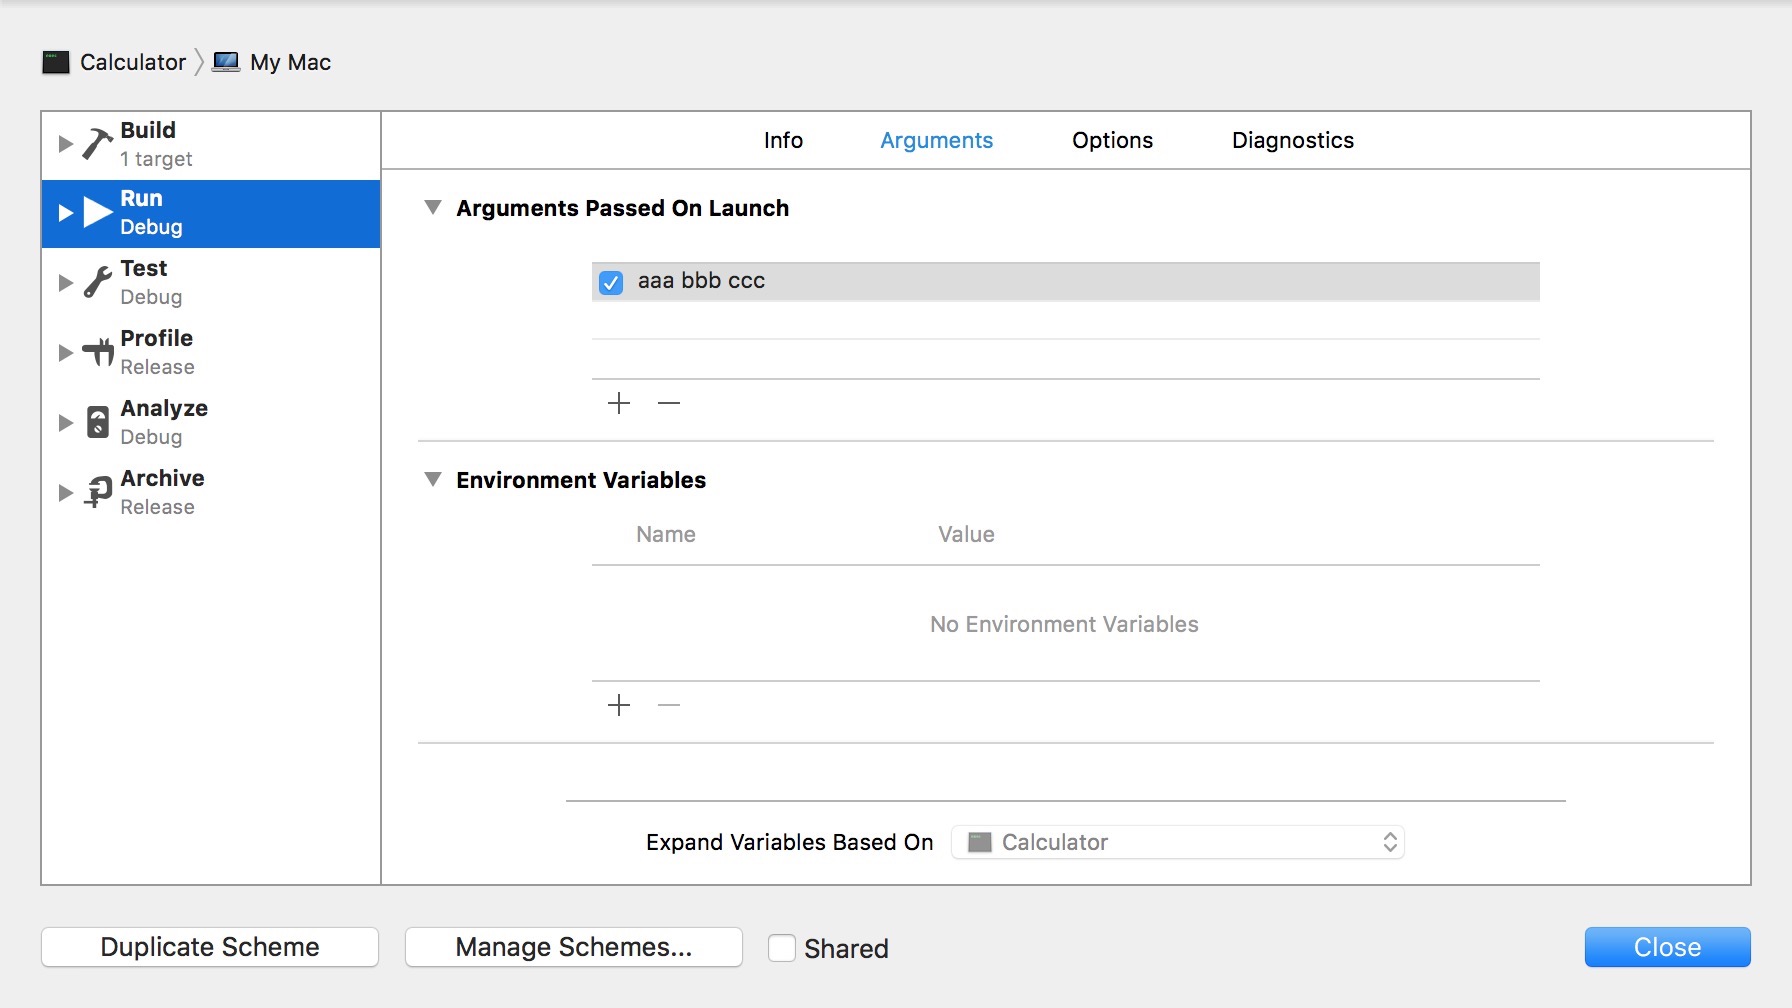 Calculator My Mac
Build
1 target
Run
Debug
Test
Debug
Profile
Release
Analyze
Debug
Archive
Release
Info Arguments Options Diagnostics
Arguments Passed On Launch
aaa bbb ccc
Environment Variables
Name Value
No Environment Variables
Expand Variables Based On Calculator
Duplicate Scheme Manage Schemes... Shared Close